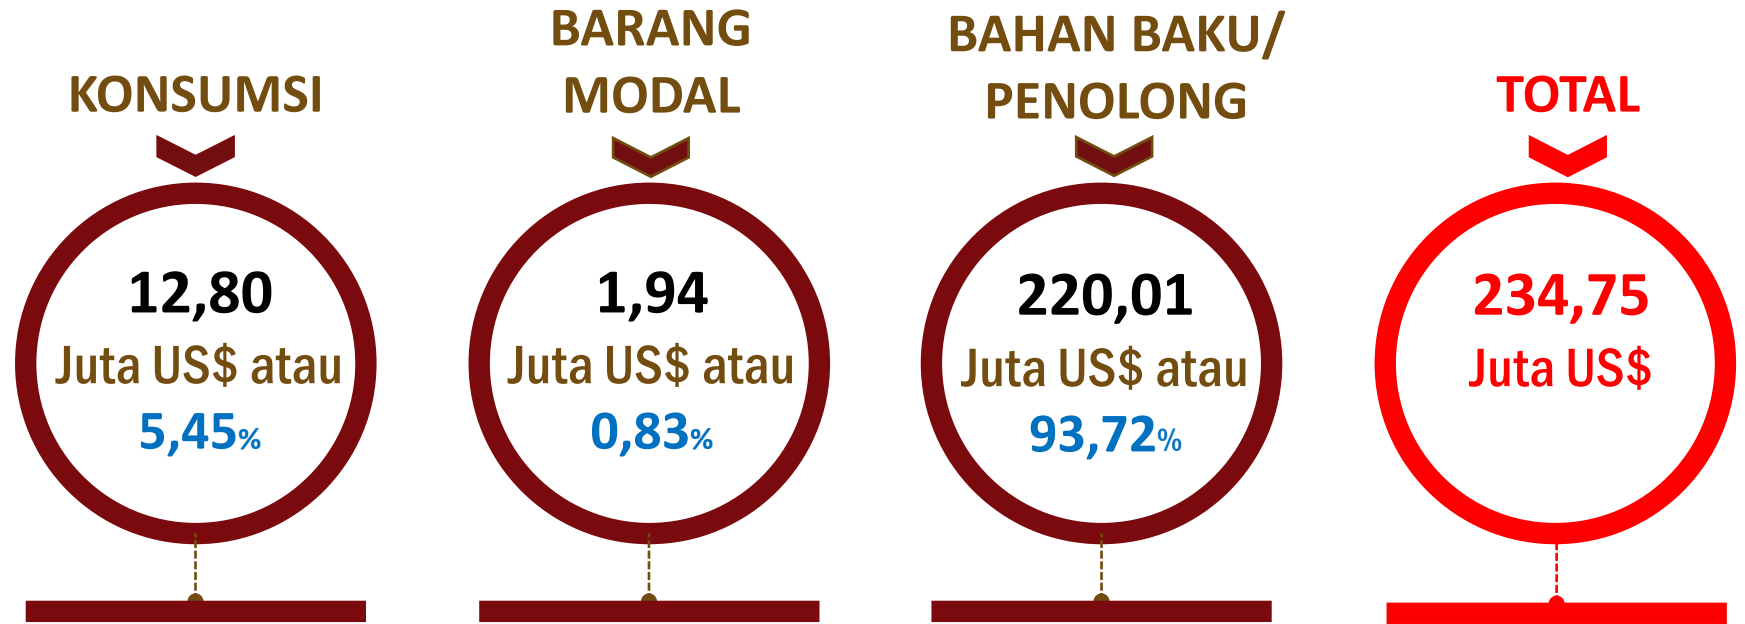 KONSUMSI
12,80
Juta US$ atau
5,45%
BARANG
MODAL
1,94
Juta US$ atau
0,83%
BAHAN BAKU/
PENOLONG
220,01
Juta US$ atau
93,72%
TOTAL
234,75
Juta US$